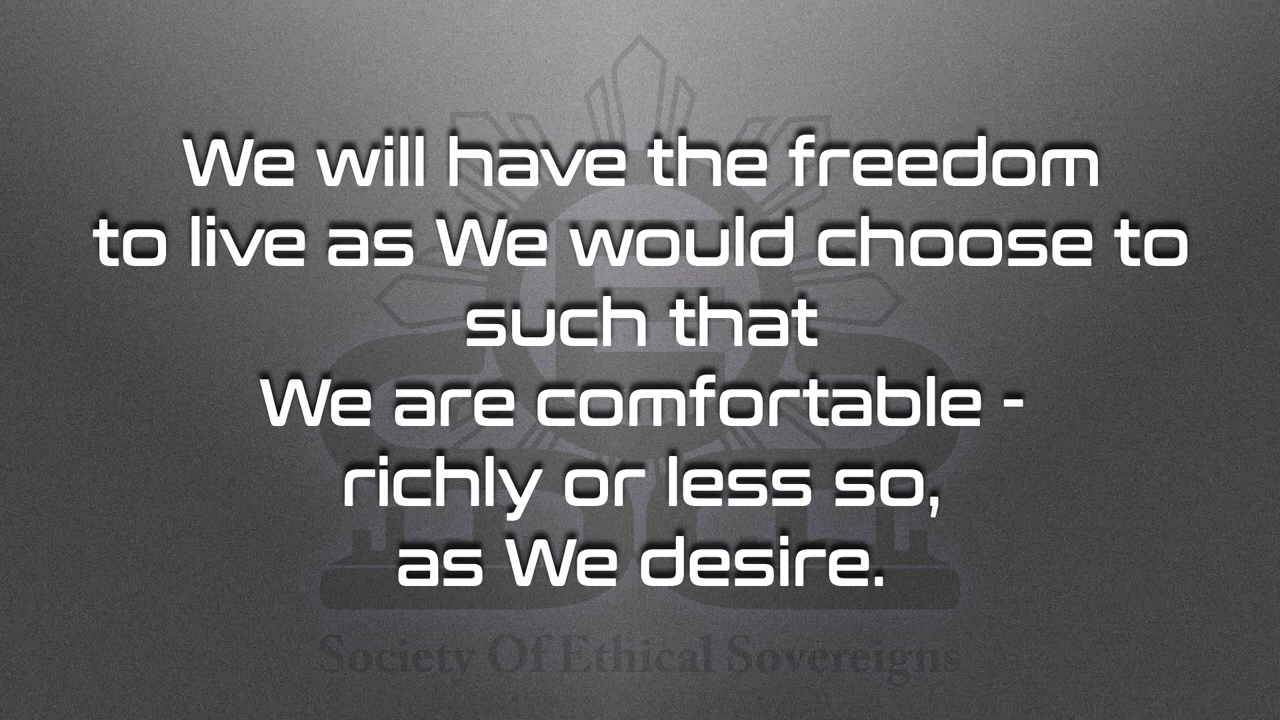 We will have the freedom
to live as We would choose to
such that
We are comfortable -
richly or less so,
as We desire.
Society Of Ethical Sovereigns